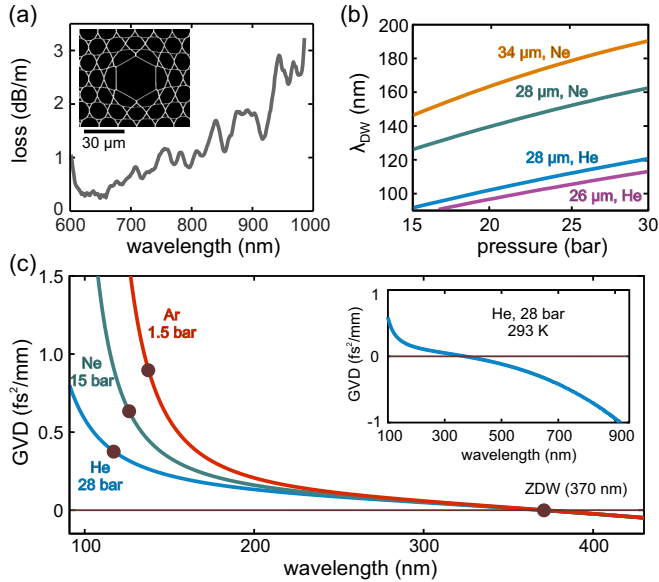 (a)
3
2
1
0
loss (dB/m)
30 μm
600 700 800 900 1000
wavelength (nm)
(b)
200
180
160
140
120
100
λDW (nm)
34 μm, Ne
28 μm, Ne
28 μm, He
26 μm, He
15 20 25 30
pressure (bar)
(c)
1.5
1.0
0.5
0
GVD (fs²/mm)
Ar
1.5 bar
Ne
15 bar
He
28 bar
ZDW (370 nm)
100 200 300 400
wavelength (nm)
1
0
-1
GVD (fs²/mm)
He, 28 bar
293 K
100 300 500 700 900
wavelength (nm)